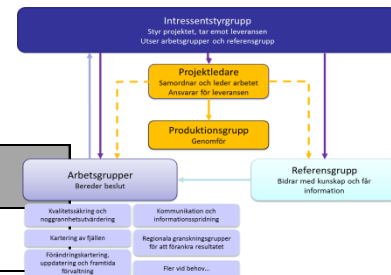 Intressentstyrgrupp
Styr projektet, tar emot leveransen
Utser arbetsgrupper och referensgrupp
Projektledare
Samordnar och leder arbetet
Ansvarar för leveransen
Produktionsgrupp
Genomför
Arbetsgrupper
Bereder beslut
Referensgrupp
Bidrar med kunskap och får
information
Kvalitetssäkring och
noggrannhetsutvärdering
Kommunikation och
informationsspridning
Kartering av fjällen
Regionala granskningsgrupper
för att förankra resultatet
Förändringskartering,
uppdatering och framtida
förvaltning
Fler vid behov...